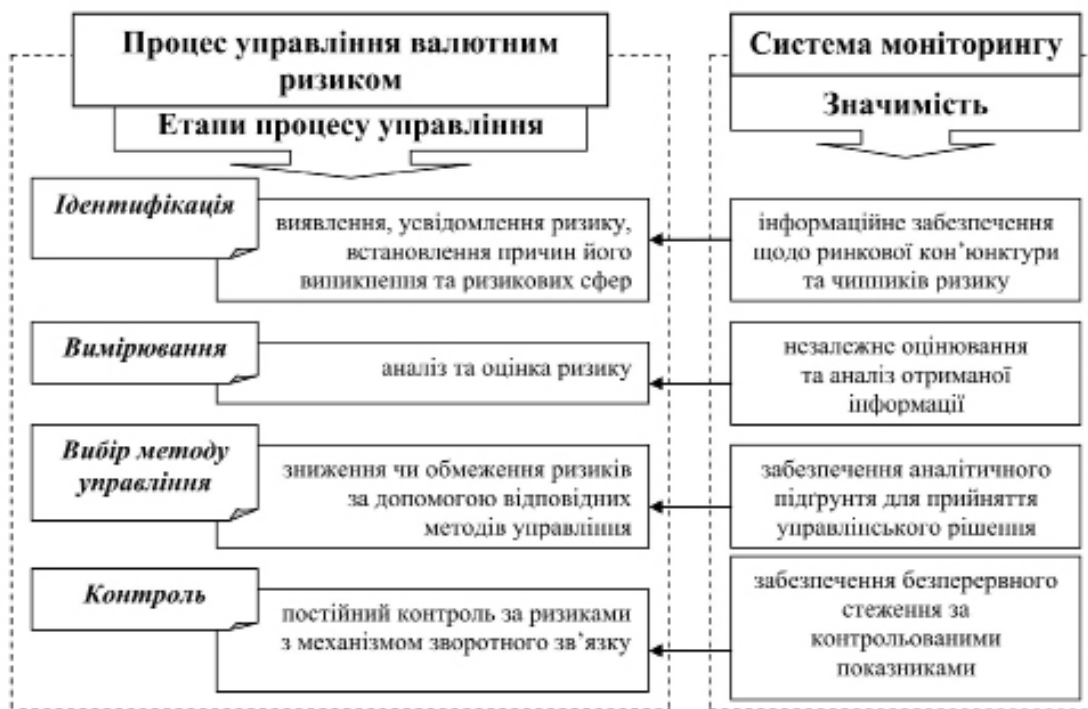 Процес управління валютним
ризиком
Етапи процесу управління
Система моніторингу
Значимість
Ідентифікація
виявлення, усвідомлення ризику,
встановлення причин його
виникнення та ризикових сфер
інформаційне забезпечення
щодо ринкової кон’юнктури
та чинників ризику
Вимірювання
аналіз та оцінка ризику
незалежне оцінювання
та аналіз отриманої
інформації
Вибір методу
управління
зниження чи обмеження ризиків
за допомогою відповідних
методів управління
забезпечення аналітичного
підґрунтя для прийняття
управлінського рішення
Контроль
постійний контроль за ризиками
з механізмом зворотного зв’язку
забезпечення безперервного
стеження за
контрольованими
показниками